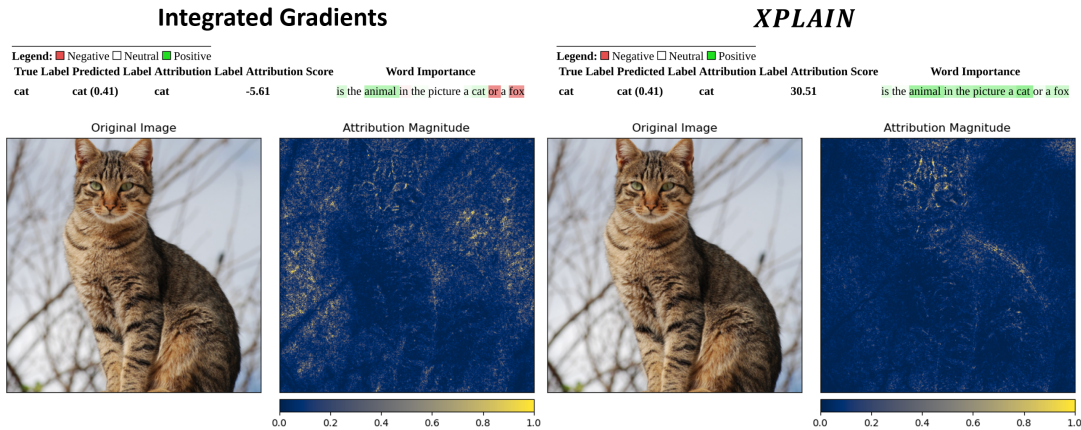 Integrated Gradients
Legend: Negative Neutral Positive
True Label Predicted Label Attribution Label Attribution Score Word Importance
cat cat (0.41) cat -5.61 is the animal in the picture a cat or a fox
Original Image
Attribution Magnitude
0.0 0.2 0.4 0.6 0.8 1.0
XPLAIN
Legend: Negative Neutral Positive
True Label Predicted Label Attribution Label Attribution Score Word Importance
cat cat (0.41) cat 30.51 is the animal in the picture a cat or a fox
Original Image
Attribution Magnitude
0.0 0.2 0.4 0.6 0.8 1.0